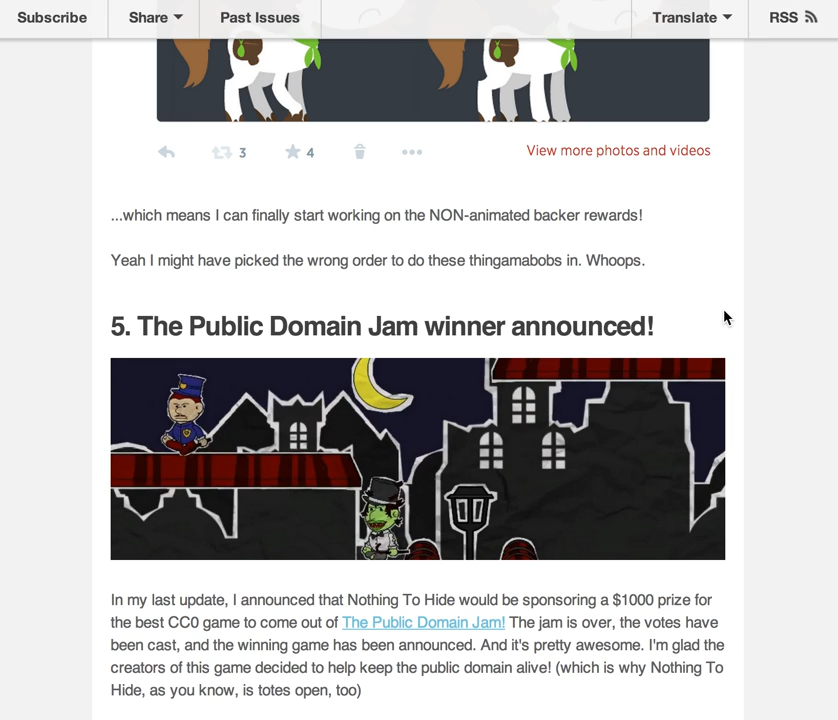 Subscribe Share Past Issues Translate RSS
3 4 View more photos and videos
...which means I can finally start working on the NON-animated backer rewards!
Yeah I might have picked the wrong order to do these thingamabobs in. Whoops.
5. The Public Domain Jam winner announced!
In my last update, I announced that Nothing To Hide would be sponsoring a $1000 prize for
the best CC0 game to come out of The Public Domain Jam! The jam is over, the votes have
been cast, and the winning game has been announced. And it's pretty awesome. I'm glad the
creators of this game decided to help keep the public domain alive! (which is why Nothing To
Hide, as you know, is totes open, too)